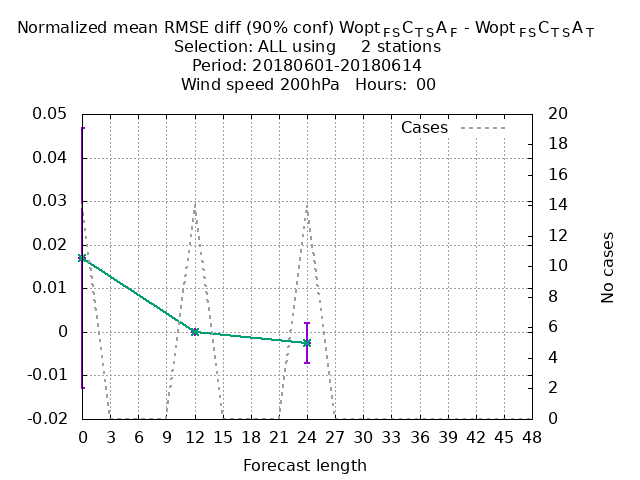 Normalized mean RMSE diff (90% conf) Wopt FS C TS A F - Wopt FS C TS A T
Selection: ALL using 2 stations
Period: 20180601-20180614
Wind speed 200hPa Hours: 00
Cases
0.05
0.04
0.03
0.02
0.01
0
-0.01
-0.02
20
18
16
14
12
10
8
6
4
2
0
No cases
0 3 6 9 12 15 18 21 24 27 30 33 36 39 42 45 48
Forecast length